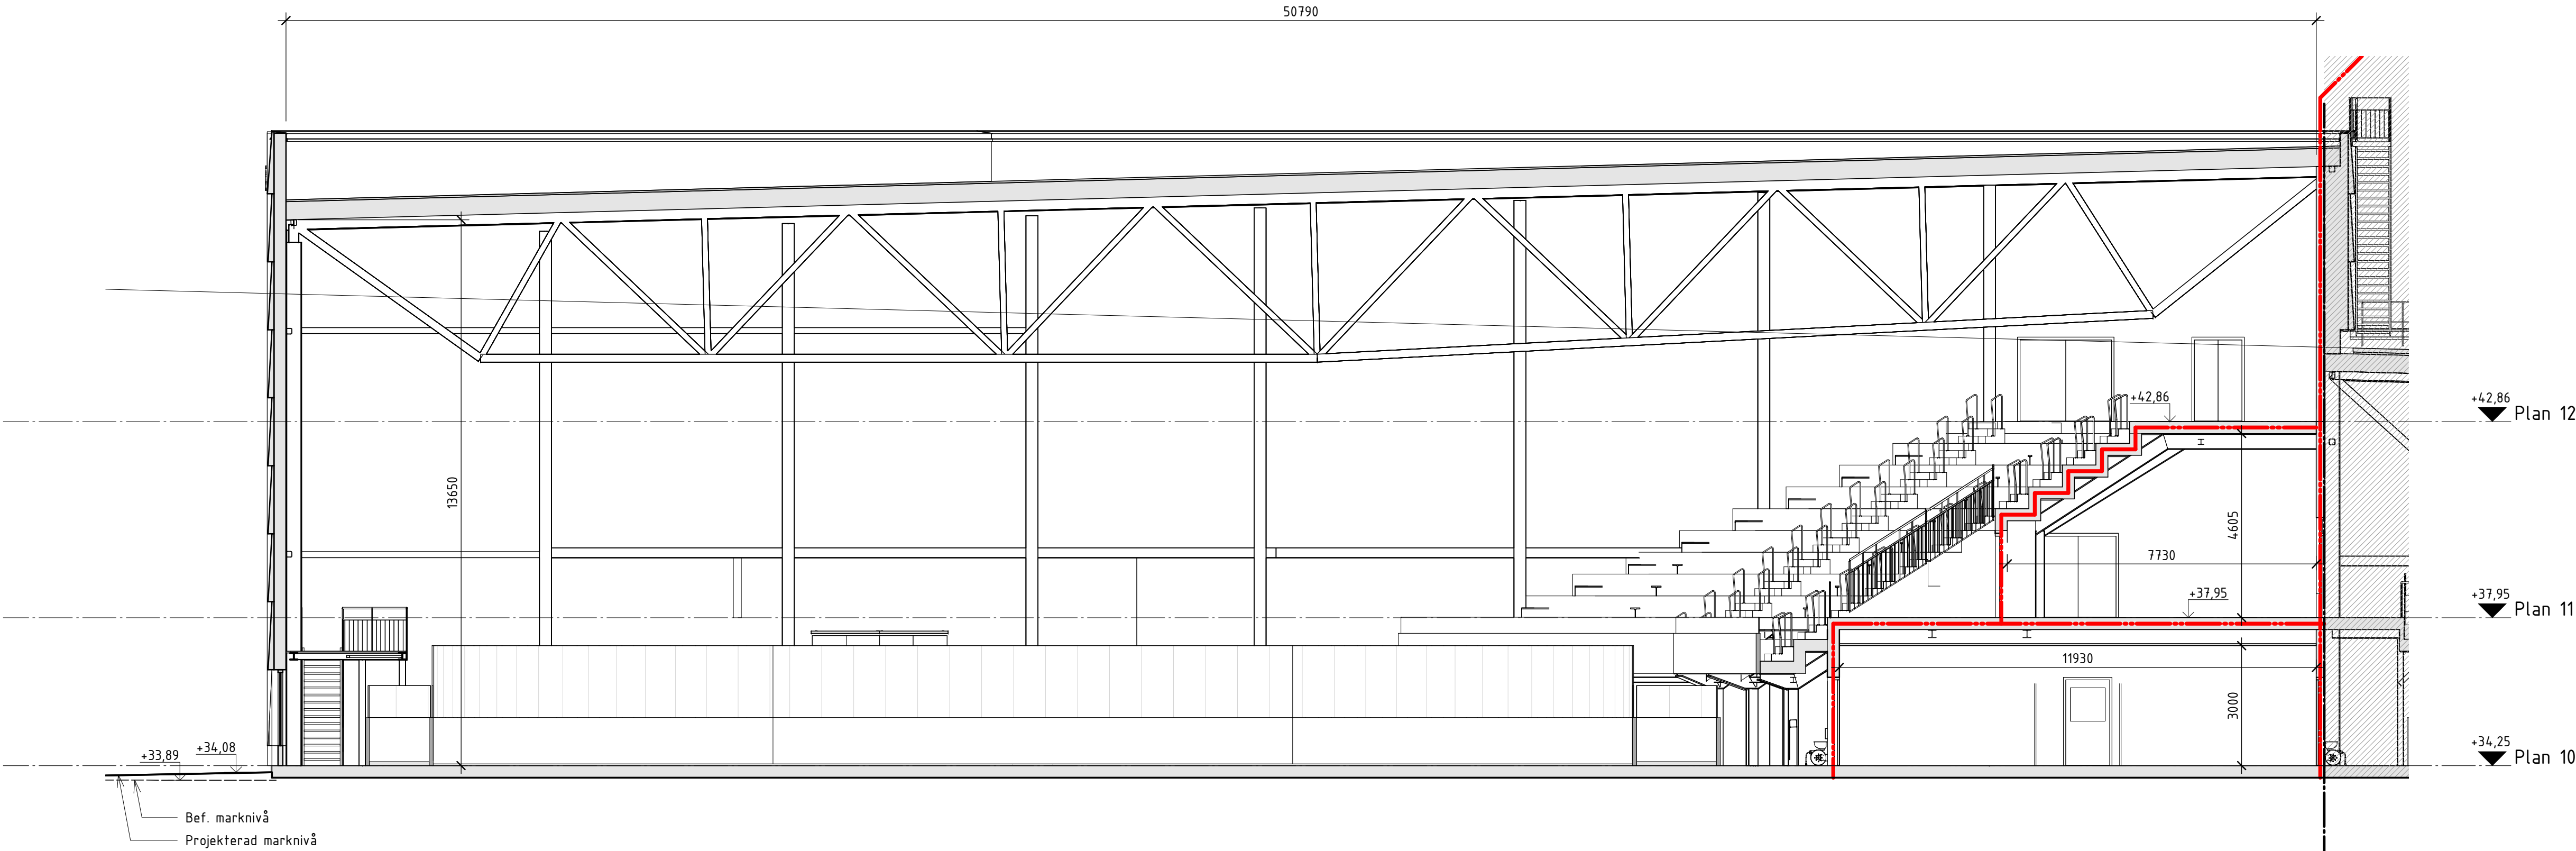 50790
13650
+42,86
+42,86
Plan 12
4605
7730
+37,95
+37,95
Plan 11
11930
3000
+33,89
+34,08
+34,25
Plan 10
Bef. marknivå
Projekterad marknivå